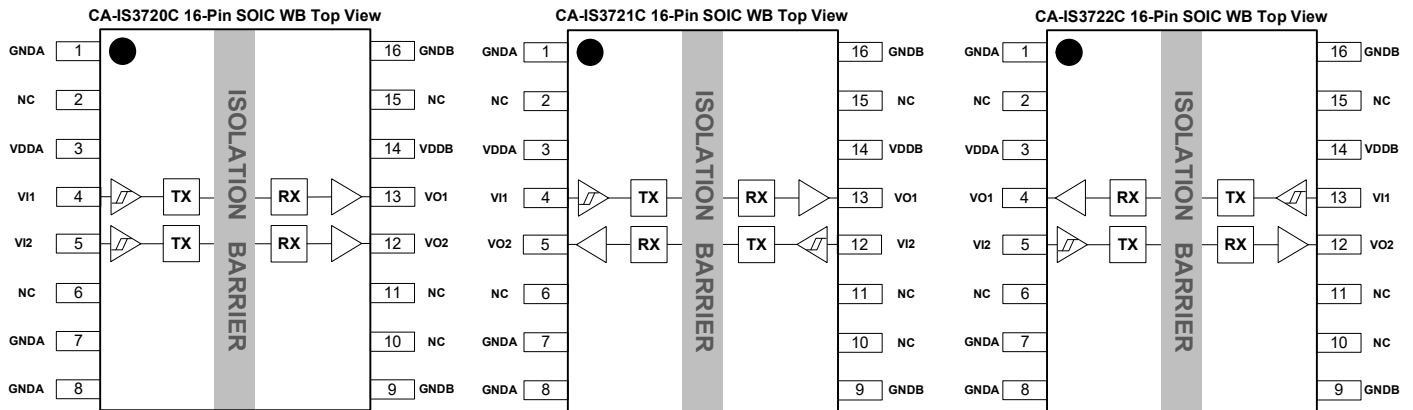 CA-IS3720C 16-Pin SOIC WB Top View
GNDA 1 16 GNDB
NC 2 15 NC
VDDA 3 14 VDDB
VI1 4 TX RX 13 VO1
VI2 5 TX RX 12 VO2
NC 6 11 NC
GNDA 7 10 NC
GNDA 8 9 GNDB
ISOLATION BARRIER
CA-IS3721C 16-Pin SOIC WB Top View
GNDA 1 16 GNDB
NC 2 15 NC
VDDA 3 14 VDDB
VI1 4 TX RX 13 VO1
VO2 5 RX TX 12 VI2
NC 6 11 NC
GNDA 7 10 NC
GNDA 8 9 GNDB
ISOLATION BARRIER
CA-IS3722C 16-Pin SOIC WB Top View
GNDA 1 16 GNDB
NC 2 15 NC
VDDA 3 14 VDDB
VO1 4 RX TX 13 VI1
VI2 5 TX RX 12 VO2
NC 6 11 NC
GNDA 7 10 NC
GNDA 8 9 GNDB
ISOLATION BARRIER